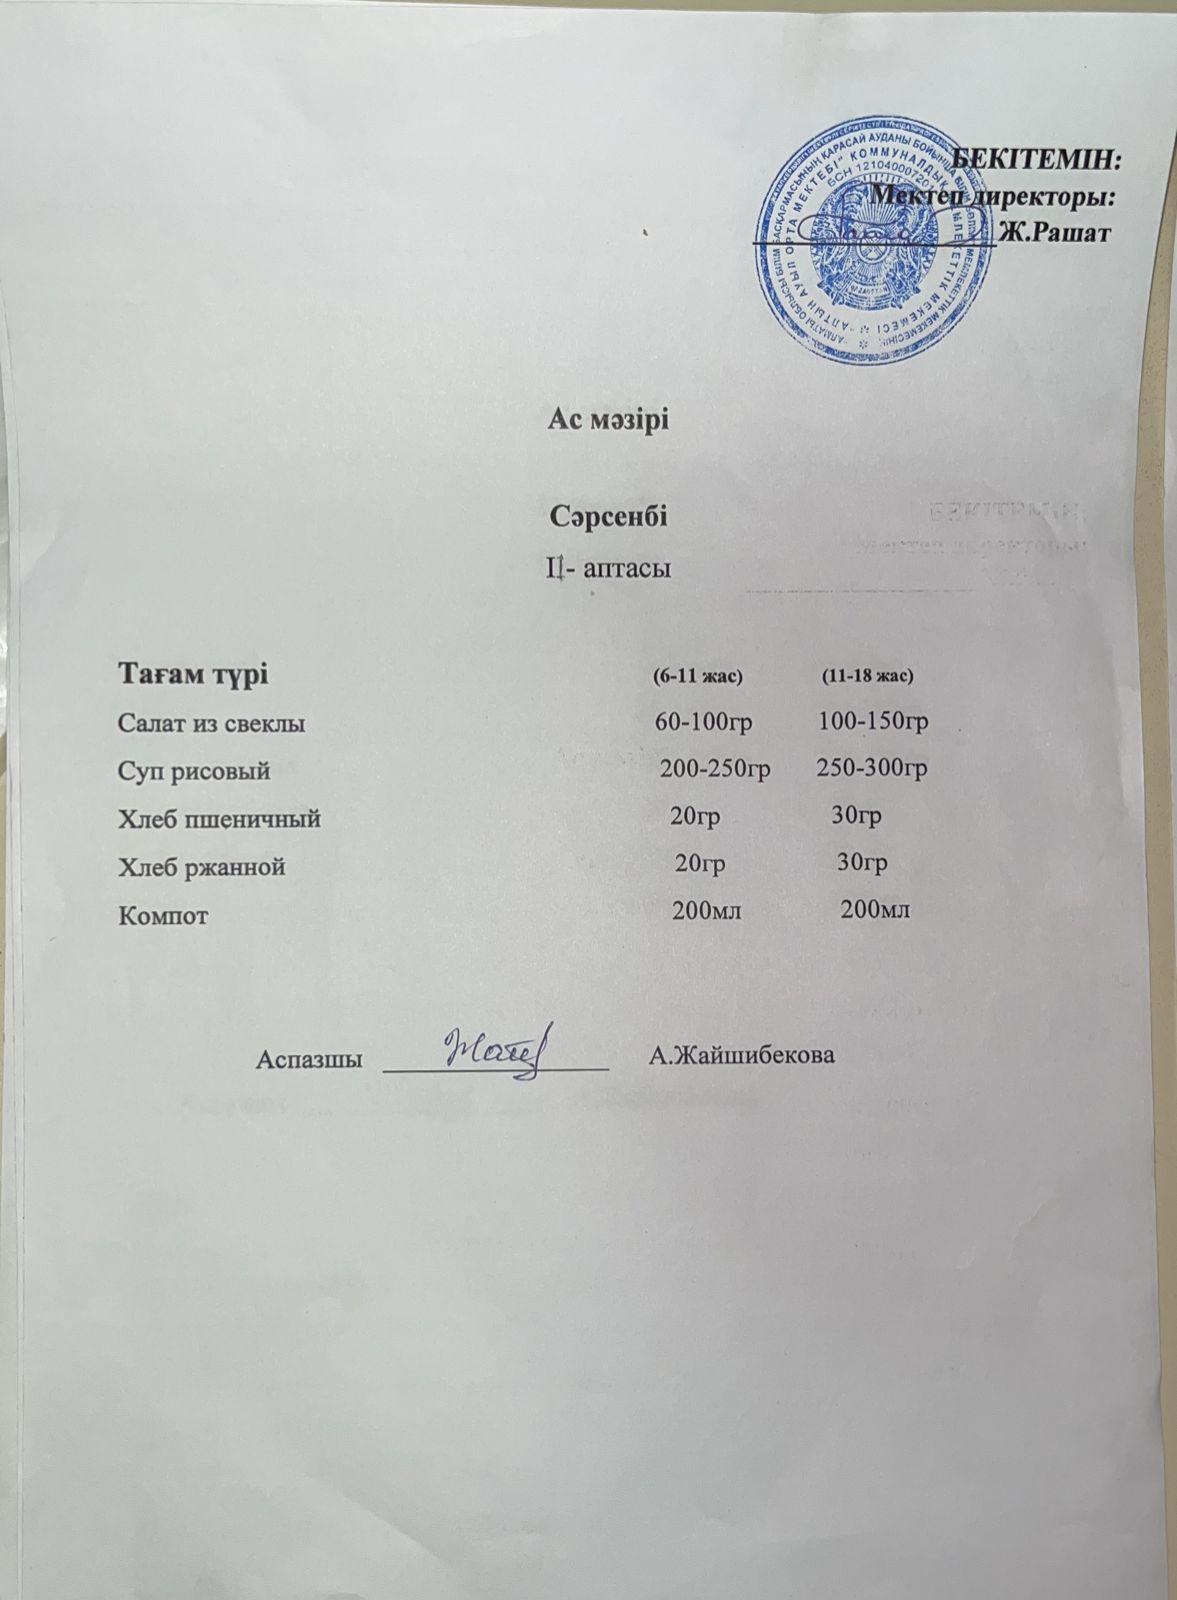 БЕКІТЕМІН:
Мектеп директоры:
Ж.Рашат
БСН 121040007201
Ас мәзірі
Сәрсенбі
аптасы
Тағам түрі (6-11 жас) (11-18 жас)
Салат из свеклы 60-100гр 100-150гр
Суп рисовый 200-250гр 250-300гр
Хлеб пшеничный 20гр 30гр
Хлеб ржанной 20гр 30гр
Компот 200мл 200мл
Аспазшы А.Жайшибекова